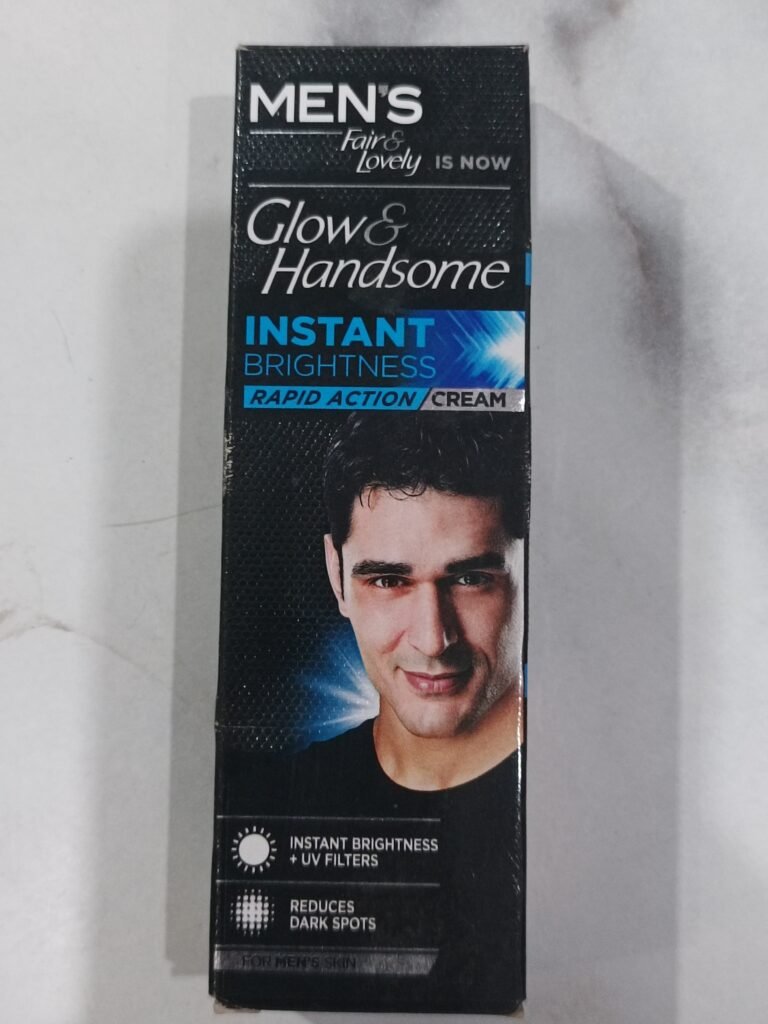 MEN'S
Fair &
Lovely IS NOW
Glow &
Handsome
INSTANT
BRIGHTNESS
RAPID ACTION / CREAM
INSTANT BRIGHTNESS
+ UV FILTERS
REDUCES
DARK SPOTS
FOR MEN'S SKIN